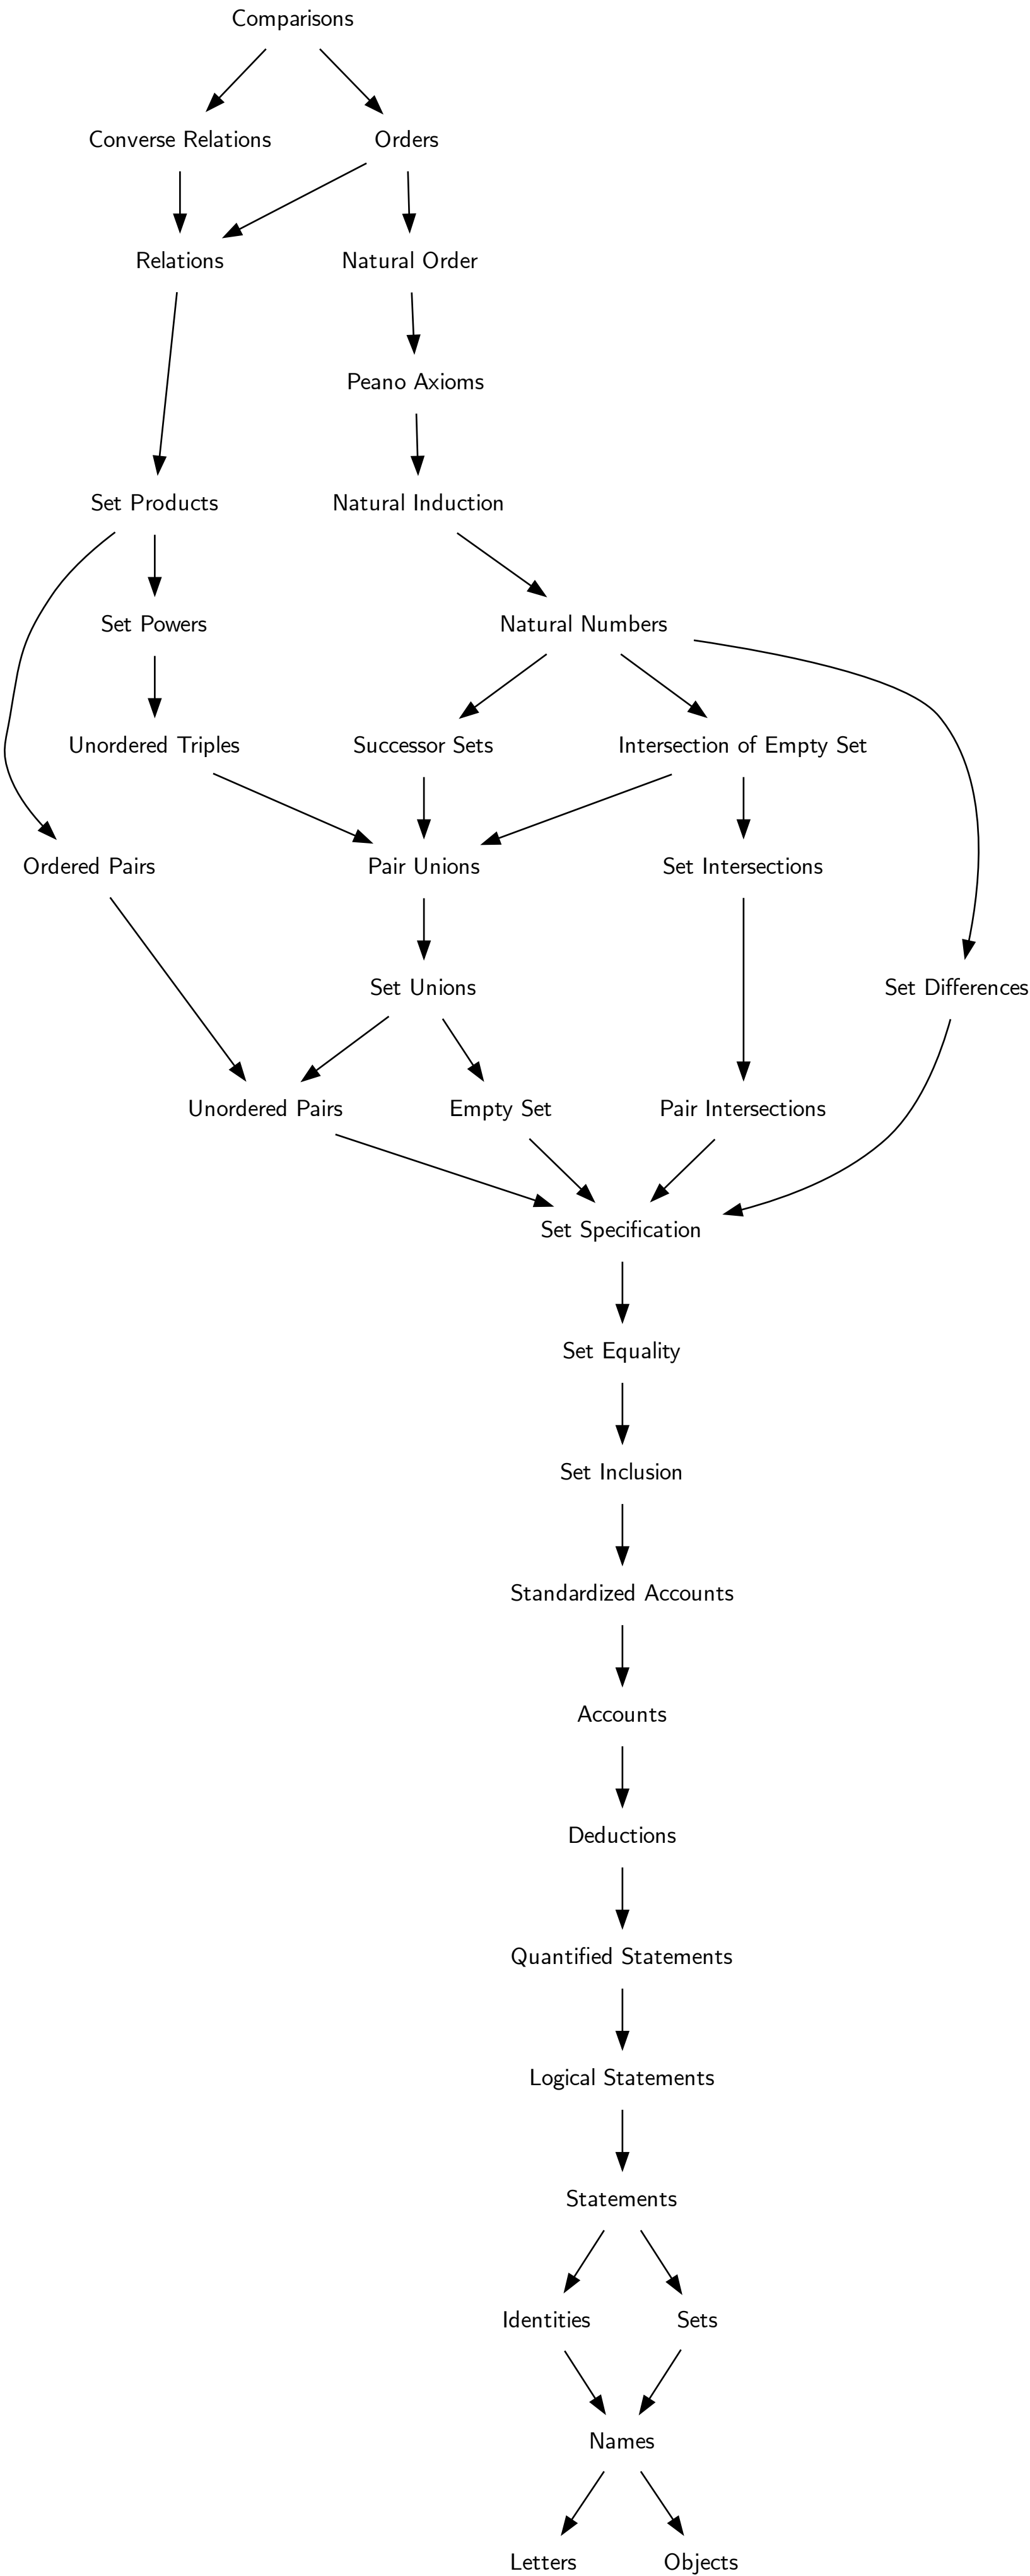 Comparisons
Converse Relations
Orders
Relations
Natural Order
Peano Axioms
Set Products
Natural Induction
Set Powers
Natural Numbers
Unordered Triples
Successor Sets
Intersection of Empty Set
Ordered Pairs
Pair Unions
Set Intersections
Set Unions
Set Differences
Unordered Pairs
Empty Set
Pair Intersections
Set Specification
Set Equality
Set Inclusion
Standardized Accounts
Accounts
Deductions
Quantified Statements
Logical Statements
Statements
Identities
Sets
Names
Letters
Objects